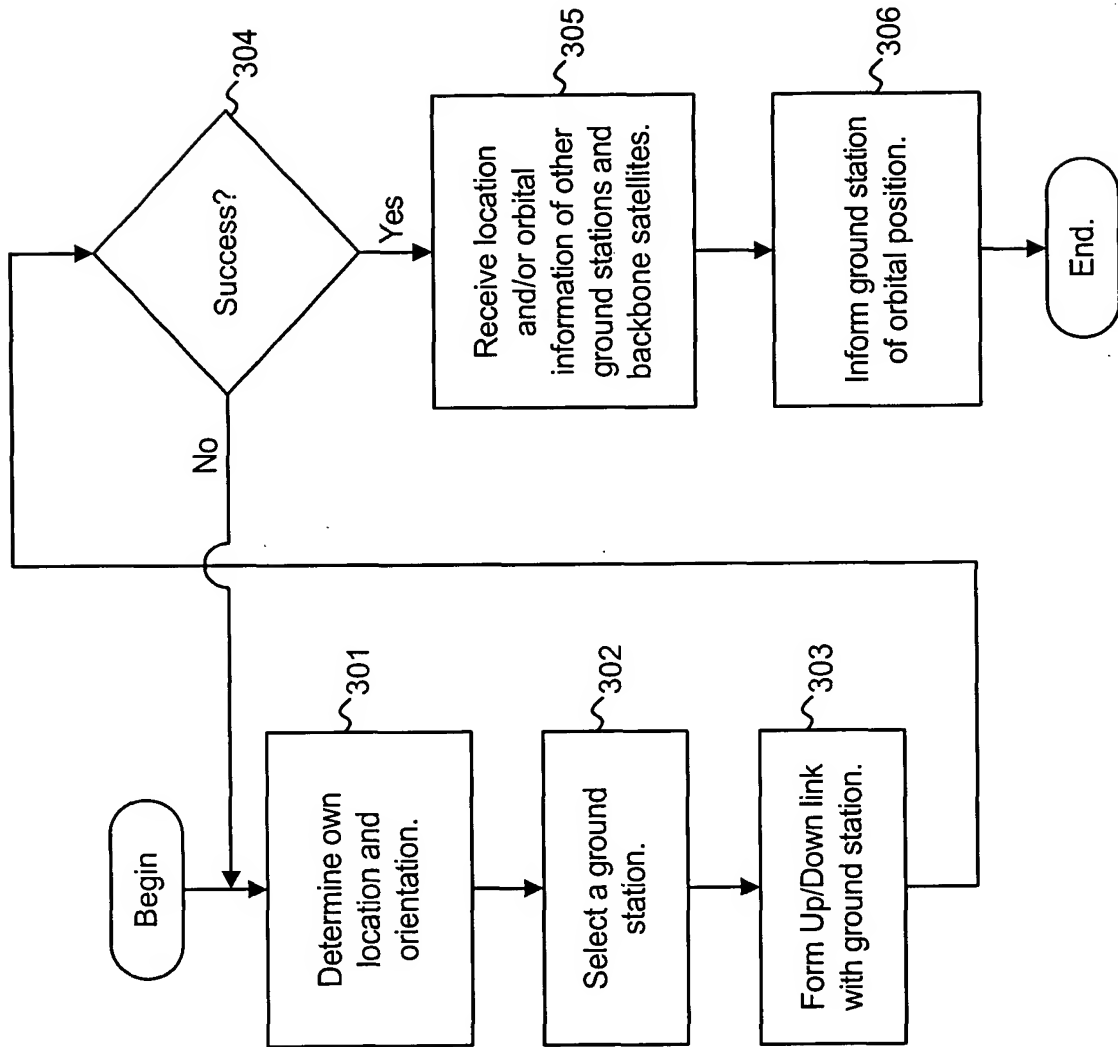 Begin
301
Determine own
location and
orientation.
302
Select a ground
station.
303
Form Up/Down link
with ground station.
304
Success?
No
Yes
305
Receive location
and/or orbital
information of other
ground stations and
backbone satellites.
306
Inform ground station
of orbital position.
End.